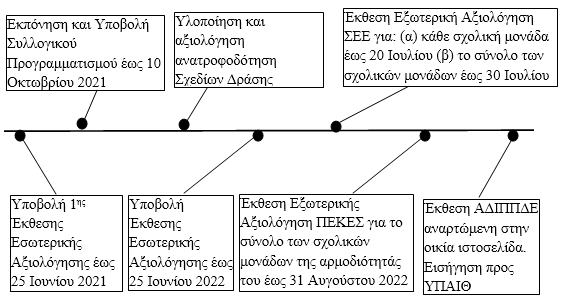 Εκπόνηση και Υποβολή
Συλλογικού
Προγραμματισμού έως 10
Οκτωβρίου 2021
Υλοποίηση και
αξιολόγηση
ανατροφοδότηση
Σχεδίων Δράσης
Έκθεση Εξωτερική Αξιολόγηση
ΣΕΕ για: (α) κάθε σχολική μονάδα
έως 20 Ιουλίου (β) το σύνολο των
σχολικών μονάδων έως 30 Ιουλίου
Υποβολή 1ης
Έκθεσης
Εσωτερικής
Αξιολόγησης έως
25 Ιουνίου 2021
Υποβολή
Έκθεσης
Εσωτερικής
Αξιολόγησης έως
25 Ιουνίου 2022
Έκθεση Εξωτερικής
Αξιολόγηση ΠΕΚΕΣ για το
σύνολο των σχολικών
μονάδων της αρμοδιότητάς
του έως 31 Αυγούστου 2022
Έκθεση ΑΔΙΠΠΔΕ
αναρτώμενη στην
οικία ιστοσελίδα.
Εισήγηση προς
ΥΠΑΙΘ